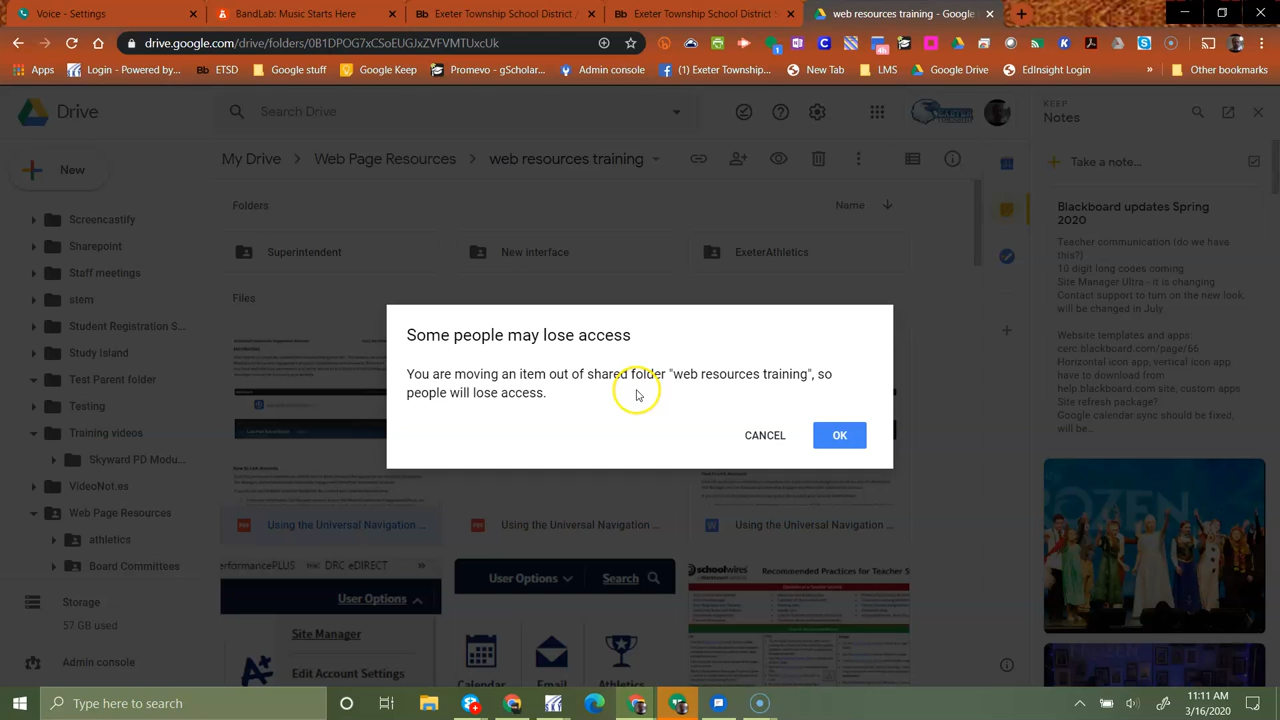 Voice - Settings
BandLab: Music Starts Here
Exeter Township School District /
Exeter Township School District :
web resources training - Google
drive.google.com/drive/folders/0B1DPOG7xCSoEUGJxZVFVMTUxcUk
Apps
Login - Powered by...
ETSD
Google stuff
Google Keep
Promevo - gScholar...
Admin console
(1) Exeter Township...
New Tab
LMS
Google Drive
EdInsight Login
Other bookmarks
Drive
Search Drive
KEEP
Notes
New
My Drive > Web Page Resources > web resources training
Take a note...
Folders
Name
Superintendent
New interface
ExeterAthletics
Files
Screencastify
Sharepoint
Staff meetings
stem
Student Registration S...
Study island
Test Parent folder
Testing
Training videos
Skyward PD Modu...
VideoNot.es
Web Page Resources
athletics
Board Committees
Storage
57 GB used
Admin console
Some people may lose access
You are moving an item out of shared folder "web resources training", so
people will lose access.
CANCEL
OK
Using the Universal Navigation ...
Using the Universal Navigation ...
Using the Universal Navigation ...
erformancePLUS DRC eDIRECT
User Options
Site Manager
Edit Account Settings
User Options
Search
Calendar
Email
Athletics
schoolwires
Recommended Practices for Teacher S
Blackboard updates Spring
2020
Teacher communication (do we have
this?)
10 digit long codes coming
Site Manager Ultra - it is changing
Contact support to turn on the new look,
will be changed in July
Website templates and apps:
cerc.blackboard.com/page/66
Horizontal icon app, vertical icon app
have to download from
help.blackboard.com site, custom apps
Site refresh package?
Google calendar sync should be fixed,
will be...
Type here to search
11:11 AM
3/16/2020